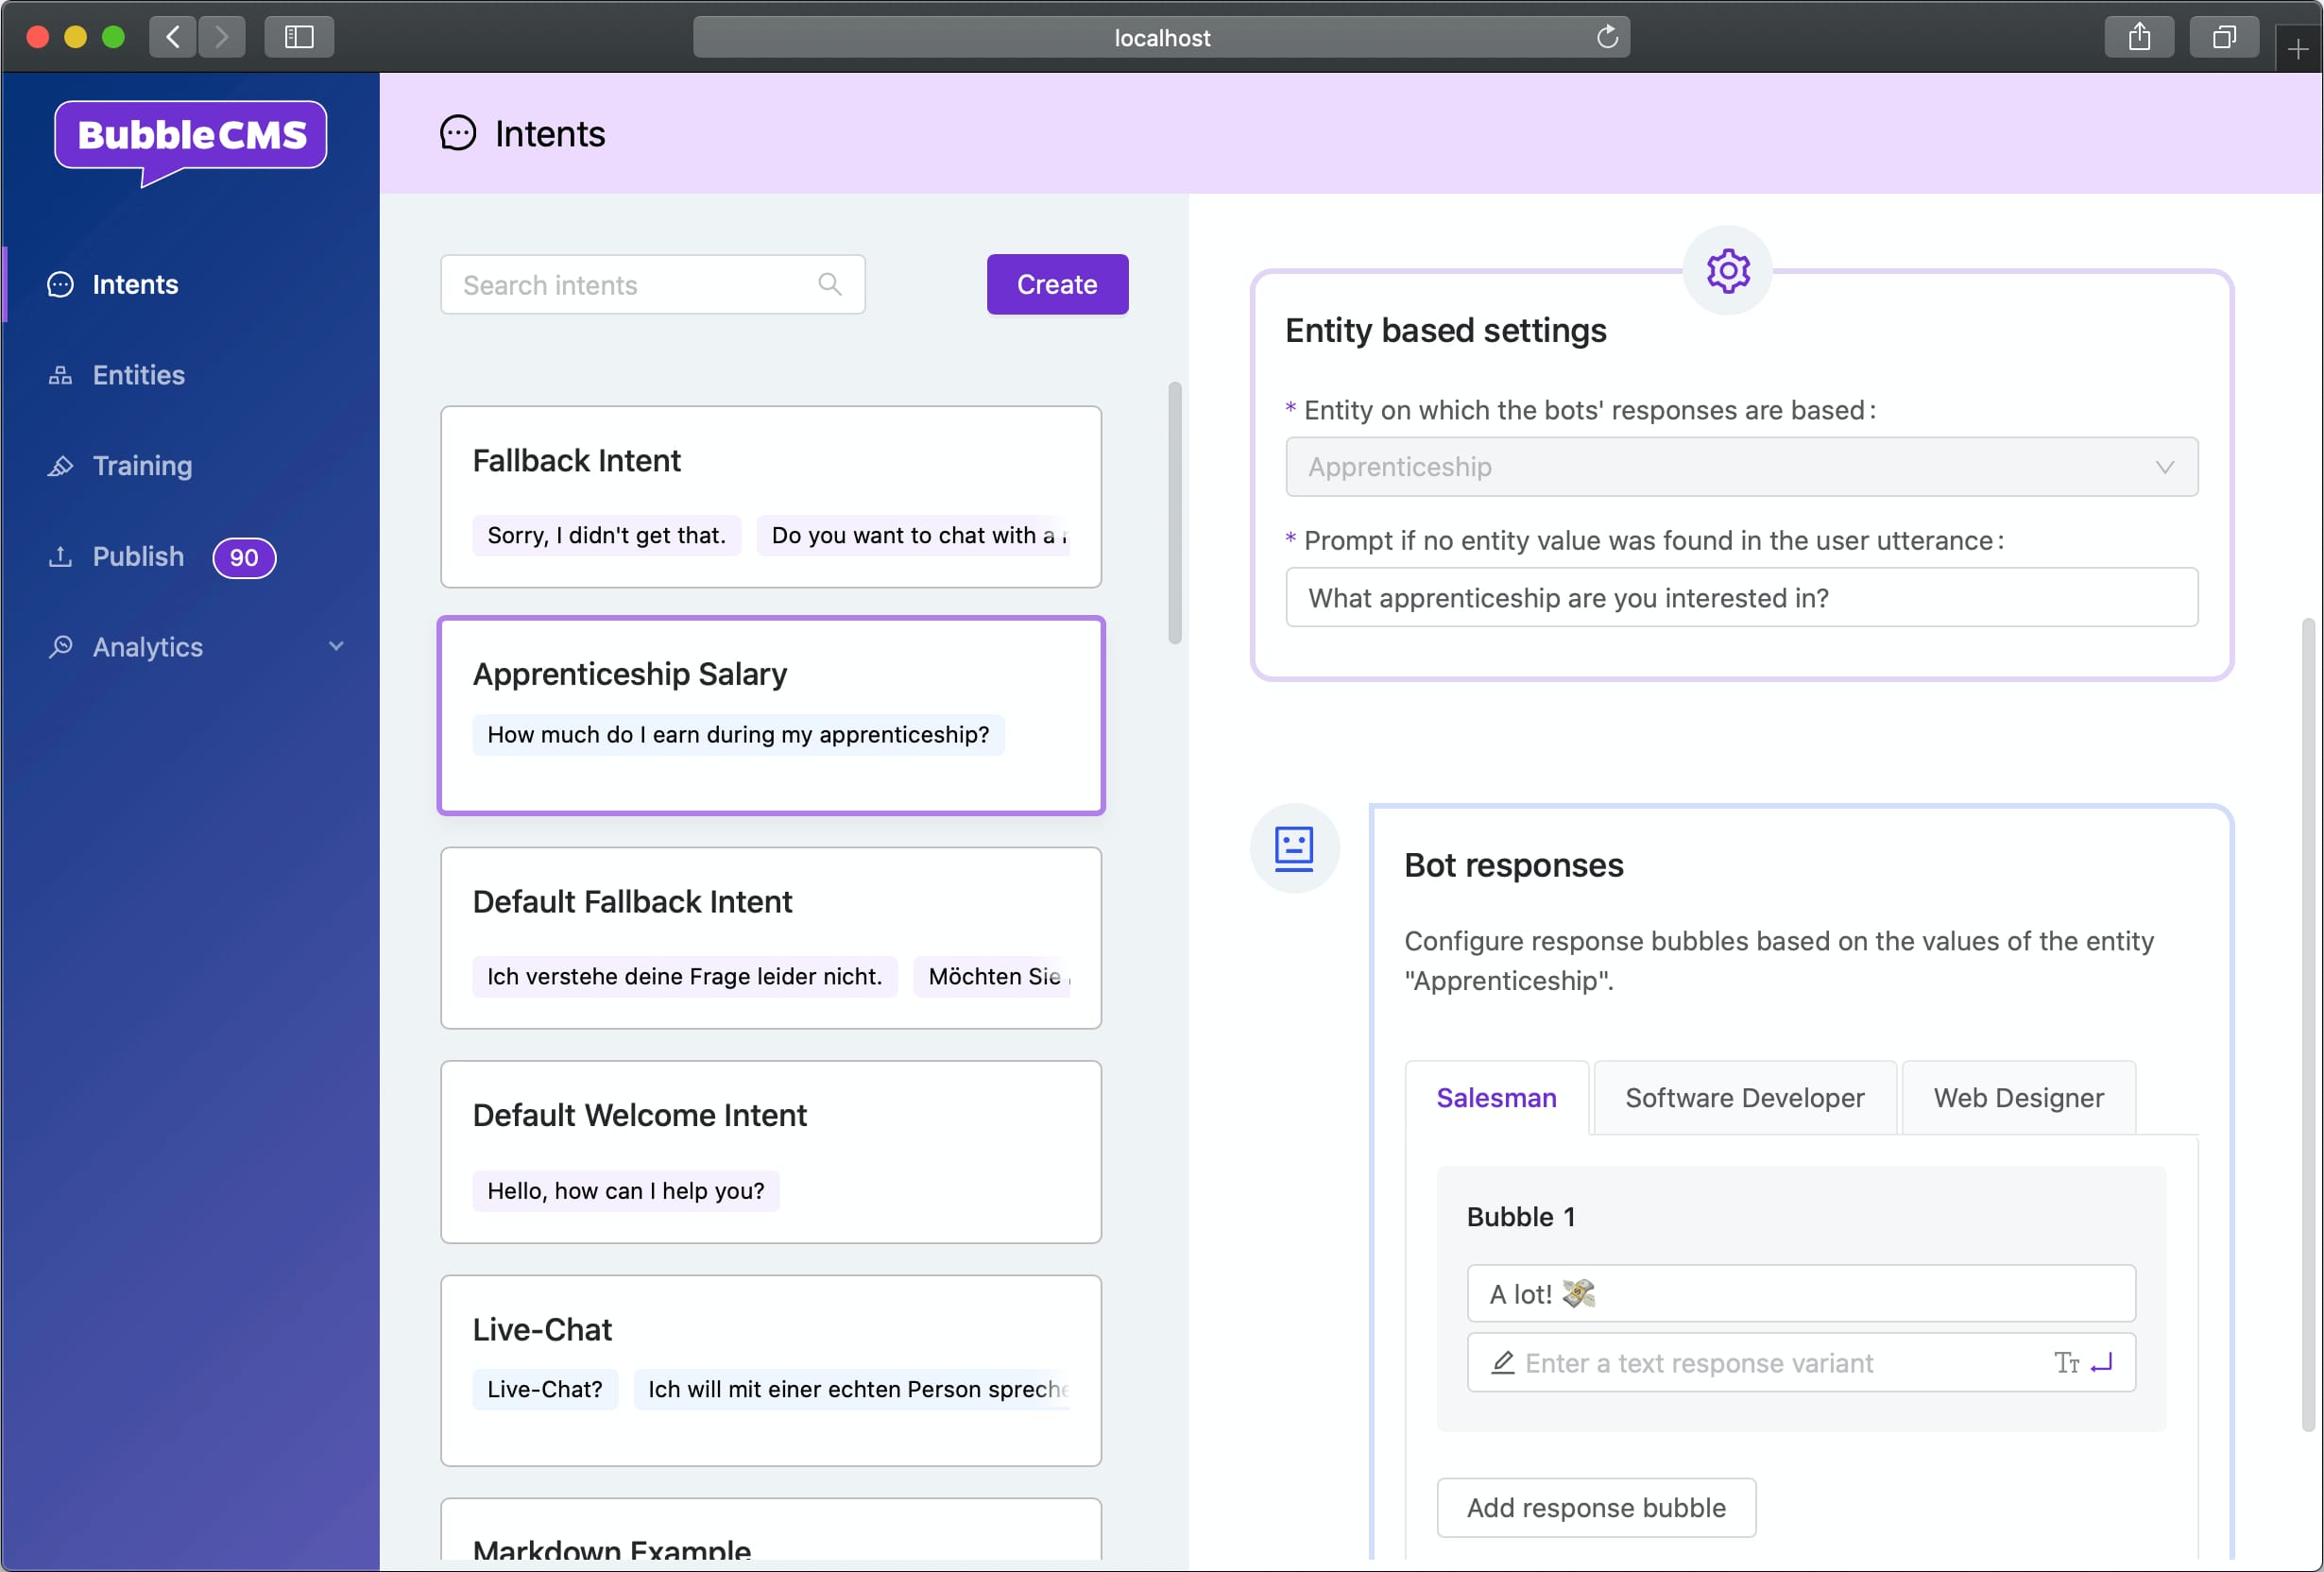 localhost
BubbleCMS
Intents
Entities
Training
Publish 90
Analytics
Intents
Search intents
Create
Fallback Intent
Sorry, I didn't get that.
Do you want to chat with a
Apprenticeship Salary
How much do I earn during my apprenticeship?
Default Fallback Intent
Ich verstehe deine Frage leider nicht.
Möchten Sie
Default Welcome Intent
Hello, how can I help you?
Live-Chat
Live-Chat?
Ich will mit einer echten Person spreche
Markdown Example
Entity based settings
* Entity on which the bots' responses are based:
Apprenticeship
* Prompt if no entity value was found in the user utterance:
What apprenticeship are you interested in?
Bot responses
Configure response bubbles based on the values of the entity
"Apprenticeship".
Salesman
Software Developer
Web Designer
Bubble 1
A lot! 💸
Enter a text response variant
Add response bubble